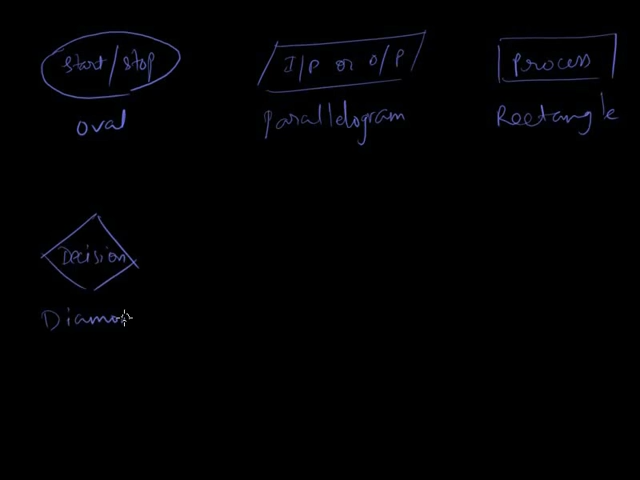 Start/Stop
I/P or O/P
Process
Oval
Parallelogram
Rectangle
Decision
Diamo